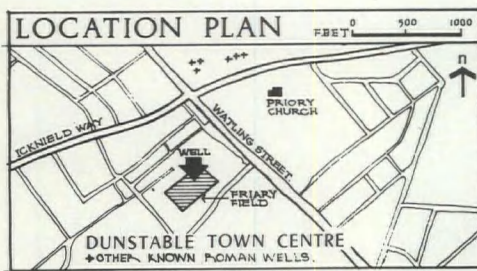 LOCATION PLAN
FEET 0 500 1000
n
PRIORY
CHURCH
ICKNIELD WAY
WATLING STREET
WELL
FRIARY
FIELD
DUNSTABLE TOWN CENTRE
+OTHER KNOWN ROMAN WELLS.